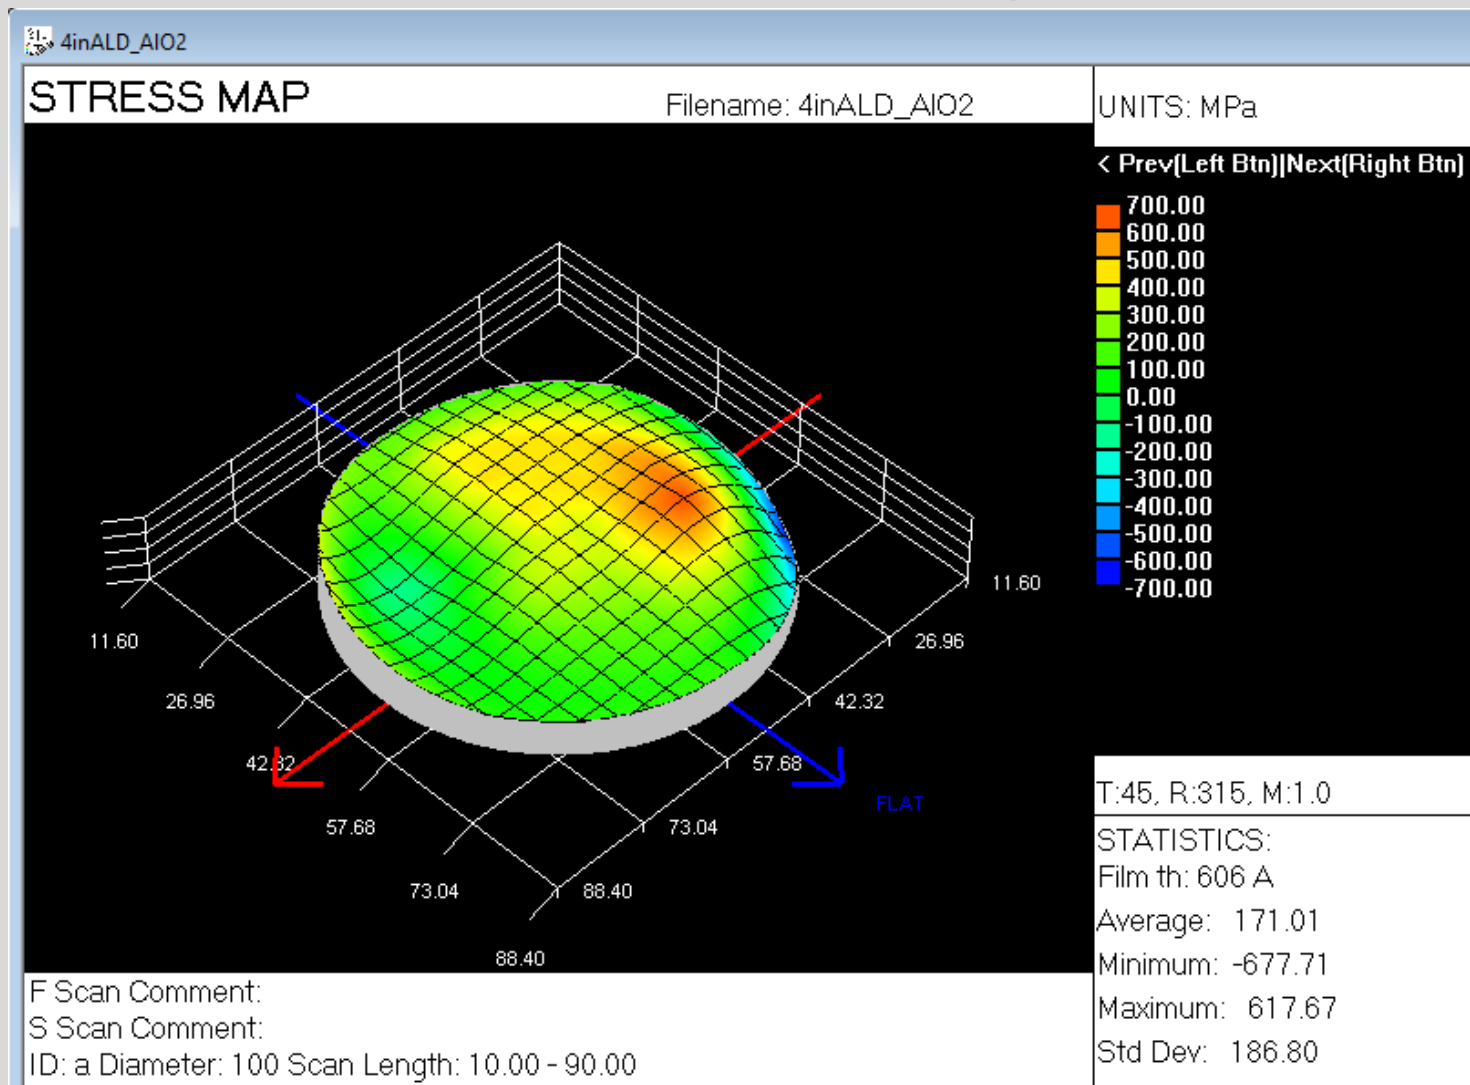 4inALD_AlO2
STRESS MAP
Filename: 4inALD_AlO2
UNITS: MPa
< Prev(Left Btn)|Next(Right Btn)
700.00
600.00
500.00
400.00
300.00
200.00
100.00
0.00
-100.00
-200.00
-300.00
-400.00
-500.00
-600.00
-700.00
11.60
26.96
42.32
57.68
73.04
88.40
11.60
26.96
42.32
57.68
73.04
88.40
FLAT
T:45, R:315, M:1.0
STATISTICS:
Film th: 606 A
Average: 171.01
Minimum: -677.71
Maximum: 617.67
Std Dev: 186.80
F Scan Comment:
S Scan Comment:
ID: a Diameter: 100 Scan Length: 10.00 - 90.00